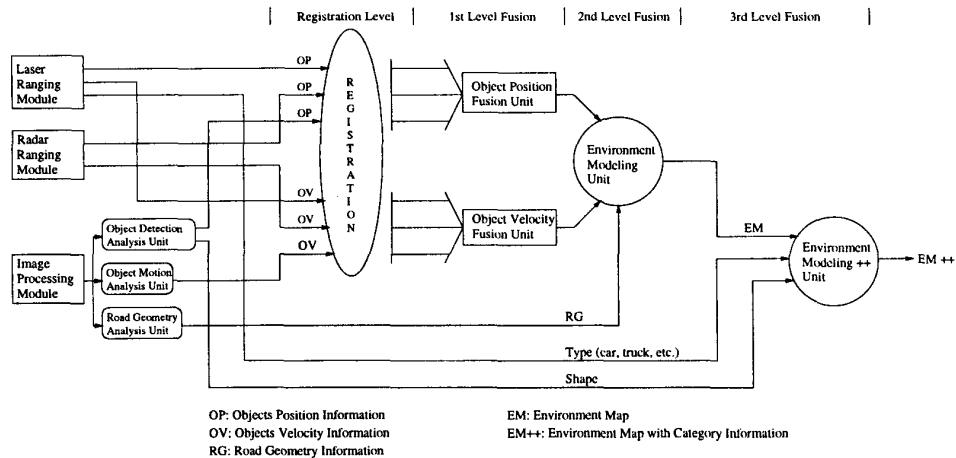 Registration Level
1st Level Fusion
2nd Level Fusion
3rd Level Fusion
Laser
Ranging
Module
Radar
Ranging
Module
Image
Processing
Module
Object Detection
Analysis Unit
Object Motion
Analysis Unit
Road Geometry
Analysis Unit
OP
OP
OP
OV
OV
OV
REGISTRATION
Object Position
Fusion Unit
Object Velocity
Fusion Unit
Environment
Modeling
Unit
EM
Environment
Modeling ++
Unit
EM ++
RG
Type (car, truck, etc.)
Shape
OP: Objects Position Information
OV: Objects Velocity Information
RG: Road Geometry Information
EM: Environment Map
EM++: Environment Map with Category Information